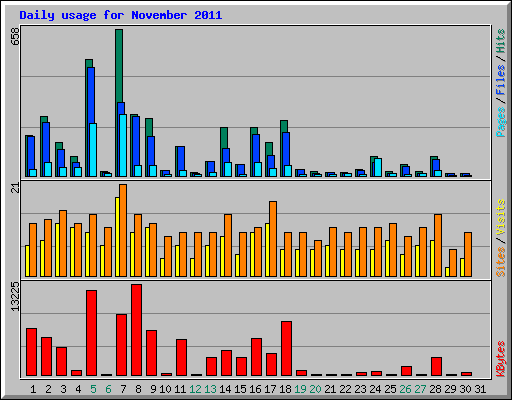 Daily usage for November 2011
658
Pages / Files / Hits
21
Sites / Visits
13225
KBytes
1 2 3 4 5 6 7 8 9 10 11 12 13 14 15 16 17 18 19 20 21 22 23 24 25 26 27 28 29 30 31